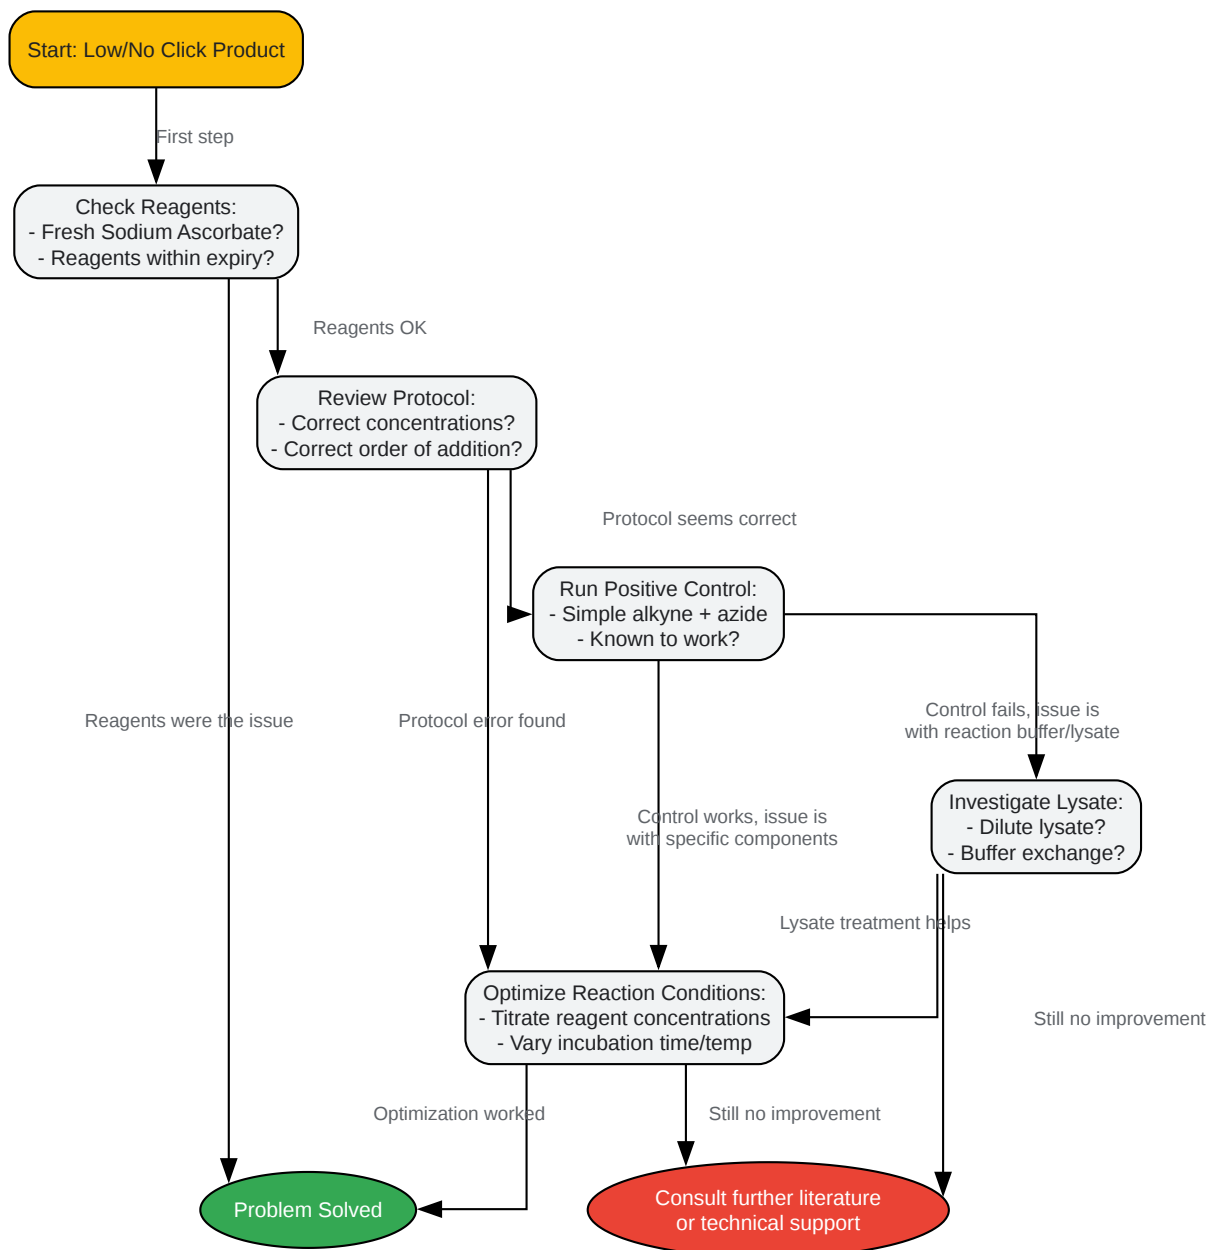 Start: Low/No Click Product
First step
Check Reagents:
- Fresh Sodium Ascorbate?
- Reagents within expiry?
Reagents OK
Review Protocol:
- Correct concentrations?
- Correct order of addition?
Protocol seems correct
Run Positive Control:
- Simple alkyne + azide
- Known to work?
Reagents were the issue
Protocol error found
Control fails, issue is
with reaction buffer/lysate
Control works, issue is
with specific components
Investigate Lysate:
- Dilute lysate?
- Buffer exchange?
Lysate treatment helps
Optimize Reaction Conditions:
- Titrate reagent concentrations
- Vary incubation time/temp
Still no improvement
Optimization worked
Still no improvement
Problem Solved
Consult further literature
or technical support